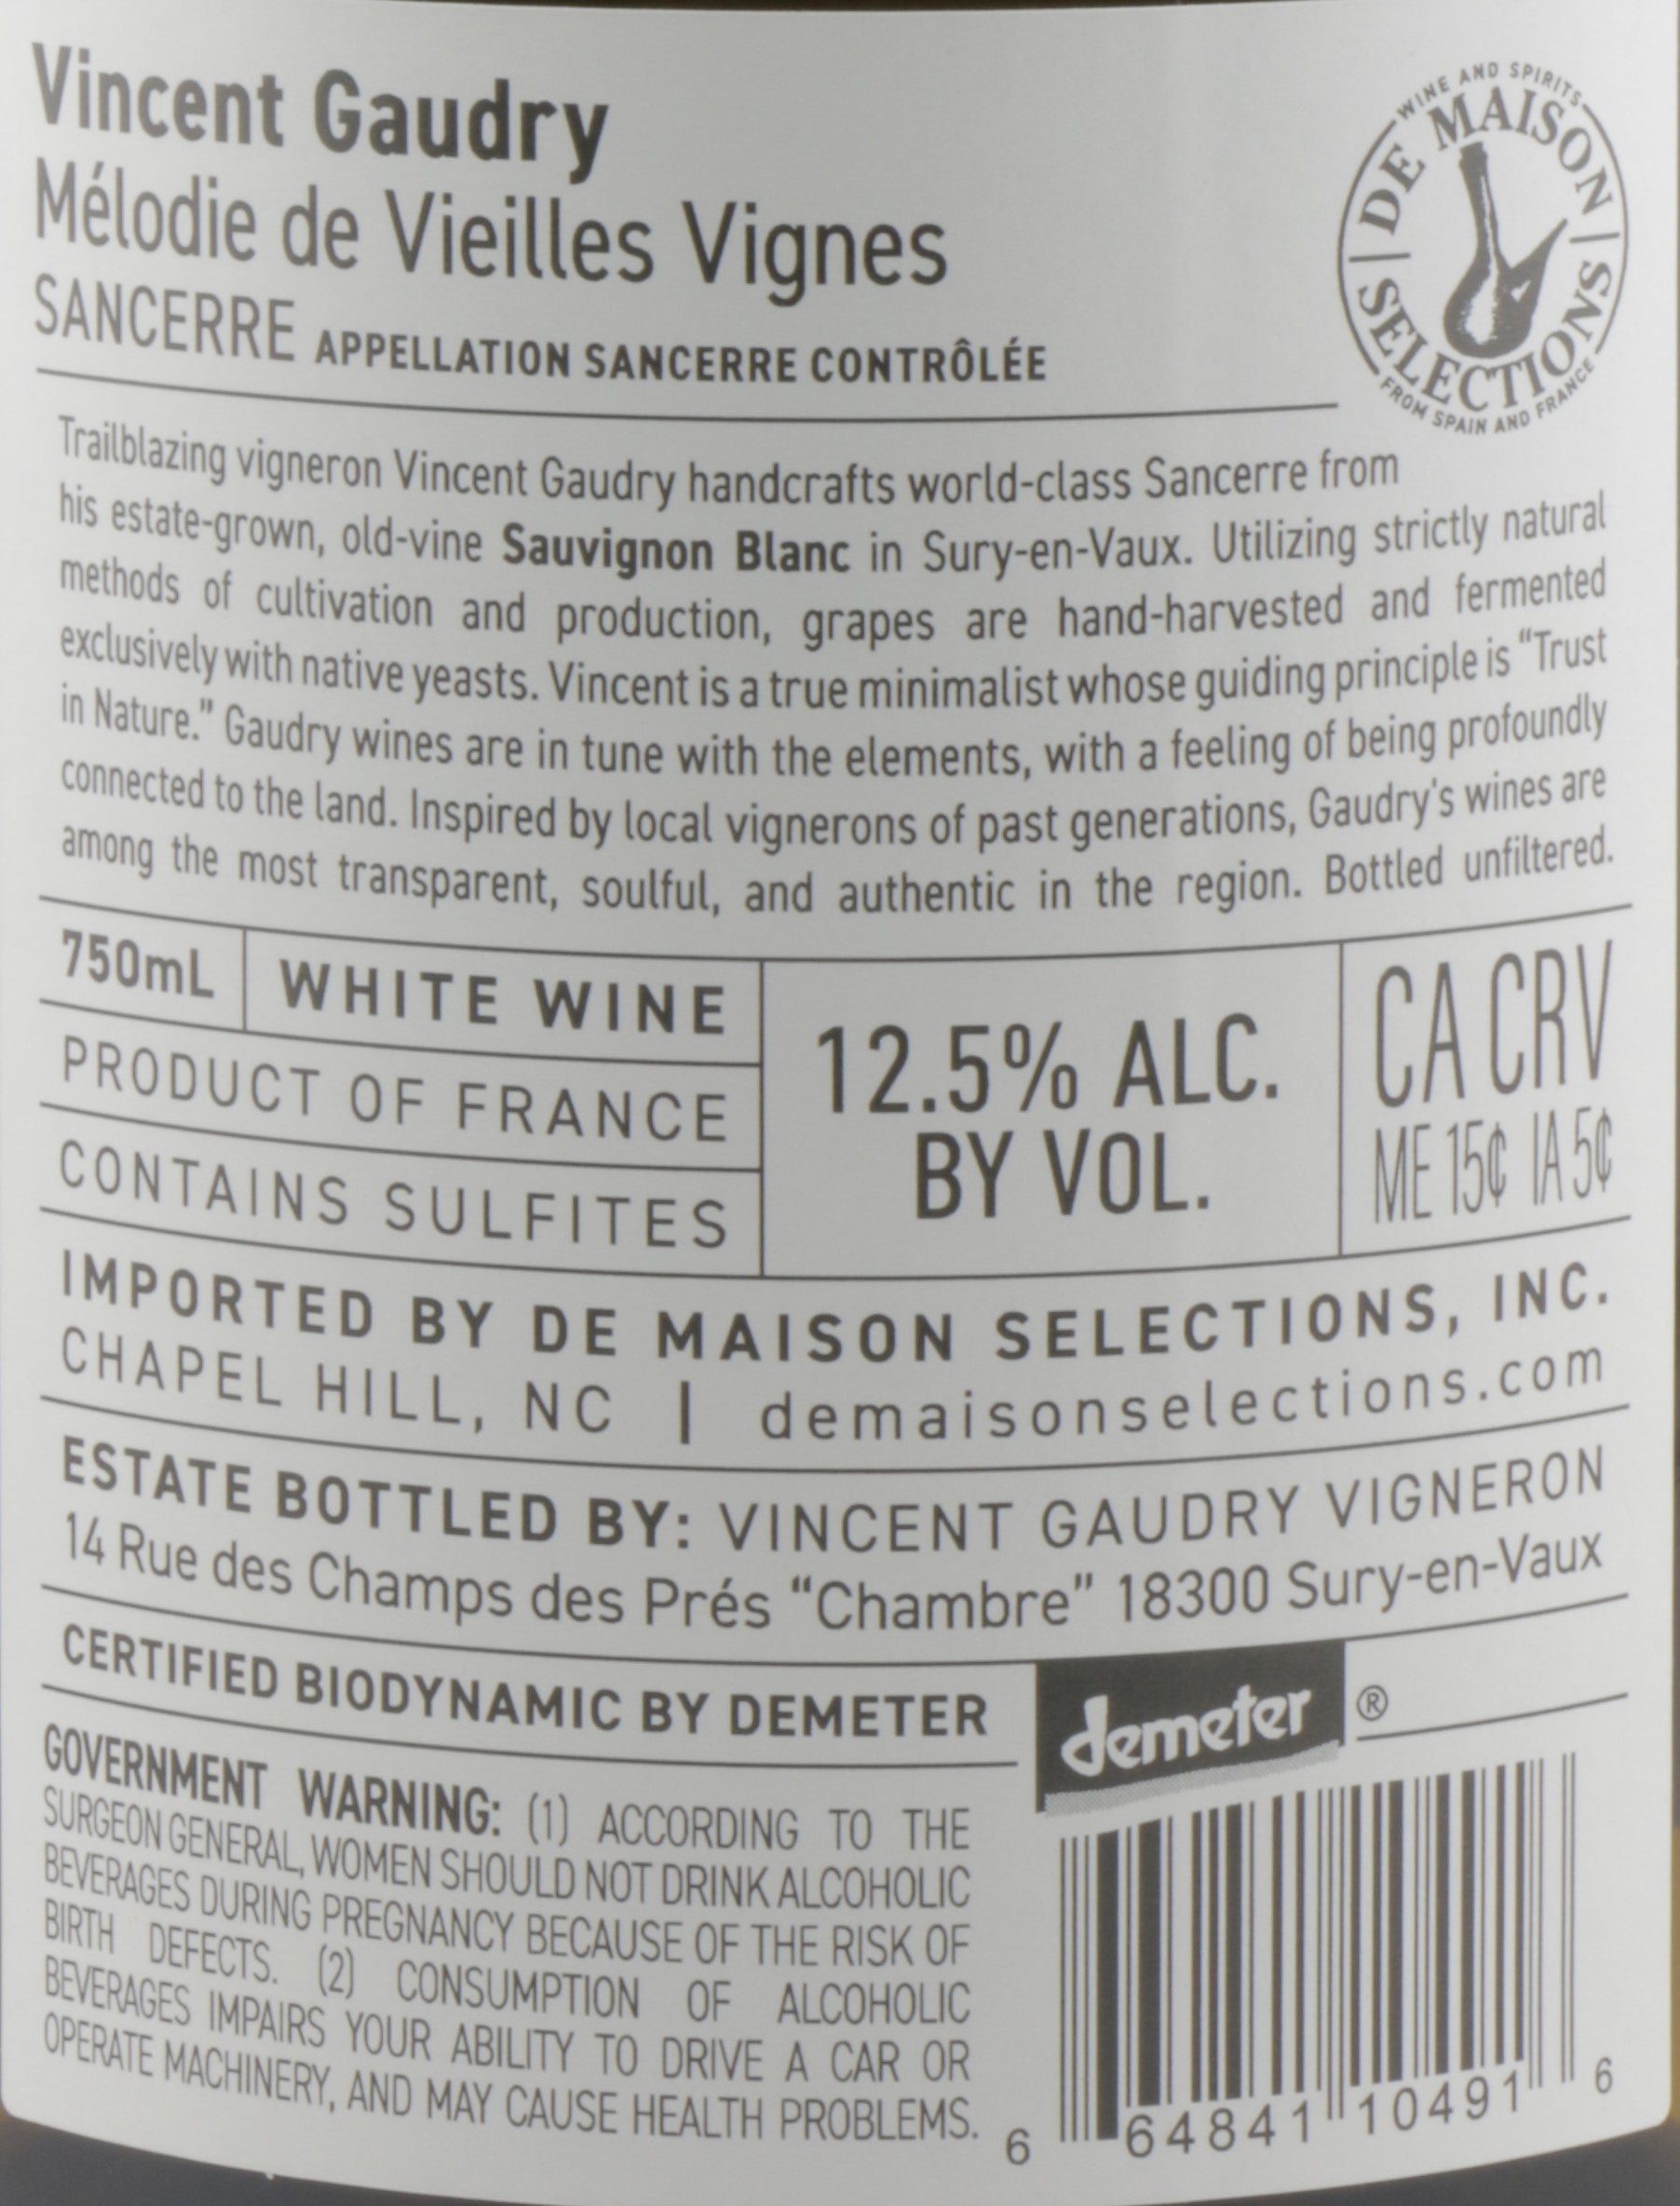 Vincent Gaudry
Mélodie de Vieilles Vignes
SANCERRE APPELLATION SANCERRE CONTRÔLÉE
WINE AND SPIRITS
DE MAISON
SELECTIONS
FROM SPAIN AND FRANCE
Trailblazing vigneron Vincent Gaudry handcrafts world-class Sancerre from
his estate-grown, old-vine Sauvignon Blanc in Sury-en-Vaux. Utilizing strictly natural
methods of cultivation and production, grapes are hand-harvested and fermented
exclusively with native yeasts. Vincent is a true minimalist whose guiding principle is “Trust
in Nature.” Gaudry wines are in tune with the elements, with a feeling of being profoundly
connected to the land. Inspired by local vignerons of past generations, Gaudry's wines are
among the most transparent, soulful, and authentic in the region. Bottled unfiltered.
750mL WHITE WINE
PRODUCT OF FRANCE
CONTAINS SULFITES
12.5% ALC.
BY VOL.
CA CRV
ME 15¢ IA 5¢
IMPORTED BY DE MAISON SELECTIONS, INC.
CHAPEL HILL, NC | demaisonselections.com
ESTATE BOTTLED BY: VINCENT GAUDRY VIGNERON
14 Rue des Champs des Prés “Chambre” 18300 Sury-en-Vaux
CERTIFIED BIODYNAMIC BY DEMETER
demeter ®
GOVERNMENT WARNING: (1) ACCORDING TO THE
SURGEON GENERAL, WOMEN SHOULD NOT DRINK ALCOHOLIC
BEVERAGES DURING PREGNANCY BECAUSE OF THE RISK OF
BIRTH DEFECTS. (2) CONSUMPTION OF ALCOHOLIC
BEVERAGES IMPAIRS YOUR ABILITY TO DRIVE A CAR OR
OPERATE MACHINERY, AND MAY CAUSE HEALTH PROBLEMS.
6 64841 10491 6